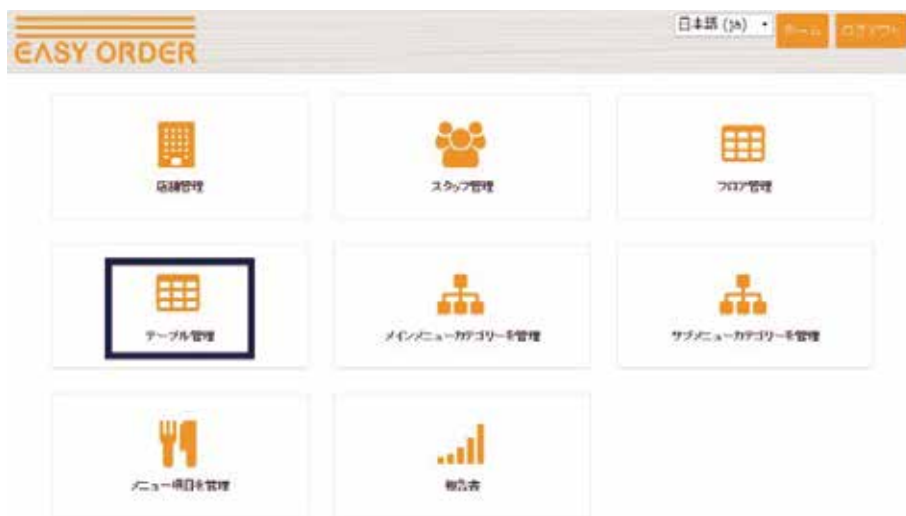 EASY ORDER
日本語 (ja)
ホーム
ログアウト
店舗管理
スタッフ管理
フロア管理
テーブル管理
メインメニューカテゴリーを管理
サブメニューカテゴリーを管理
メニュー項目を管理
報告書